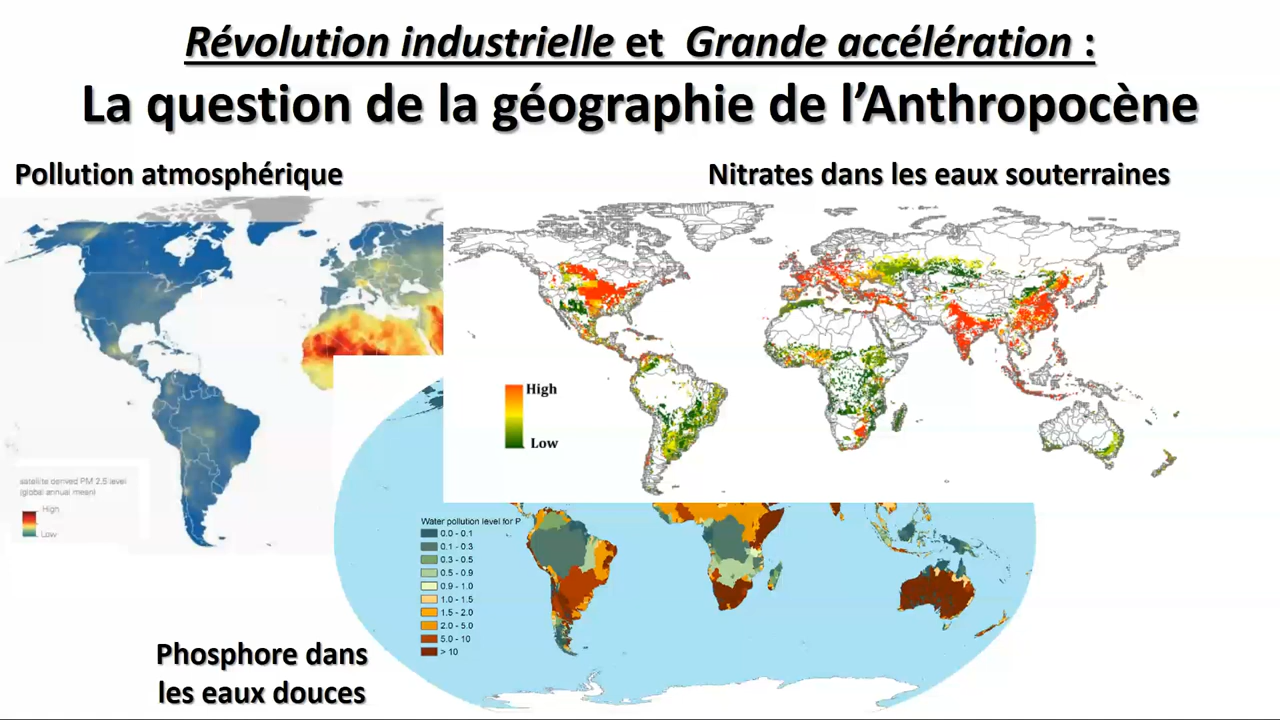 Révolution industrielle et Grande accélération :
La question de la géographie de l’Anthropocène
Pollution atmosphérique
Nitrates dans les eaux souterraines
High
Low
satellite derived PM 2.5 level
(global annual mean)
High
Low
Water pollution level for P
0.0 - 0.1
0.1 - 0.3
0.3 - 0.5
0.5 - 0.9
0.9 - 1.0
1.0 - 1.5
1.5 - 2.0
2.0 - 5.0
5.0 - 10
> 10
Phosphore dans
les eaux douces